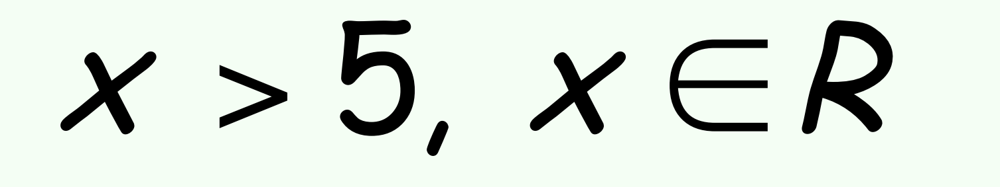 x > 5, x ∈ R